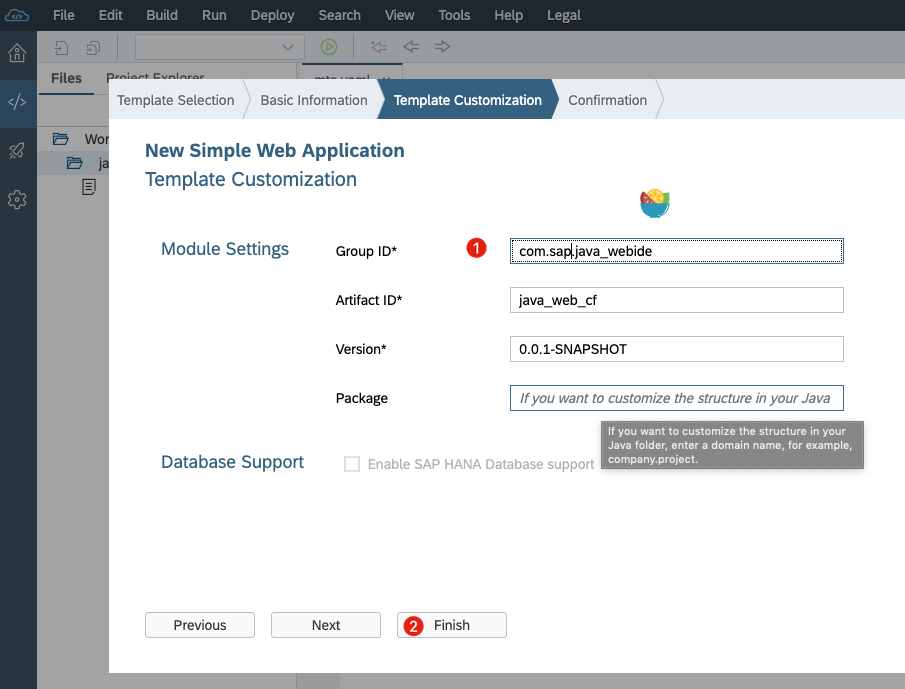 File Edit Build Run Deploy Search View Tools Help Legal
Files Project Explorer mta.yaml
Template Selection Basic Information Template Customization Confirmation
Wor
ja
New Simple Web Application
Template Customization
Module Settings
Group ID* 1 com.sap.java_webide
Artifact ID* java_web_cf
Version* 0.0.1-SNAPSHOT
Package If you want to customize the structure in your Java
If you want to customize the structure in your
Java folder, enter a domain name, for example,
company.project.
Database Support Enable SAP HANA Database support
Previous Next 2 Finish